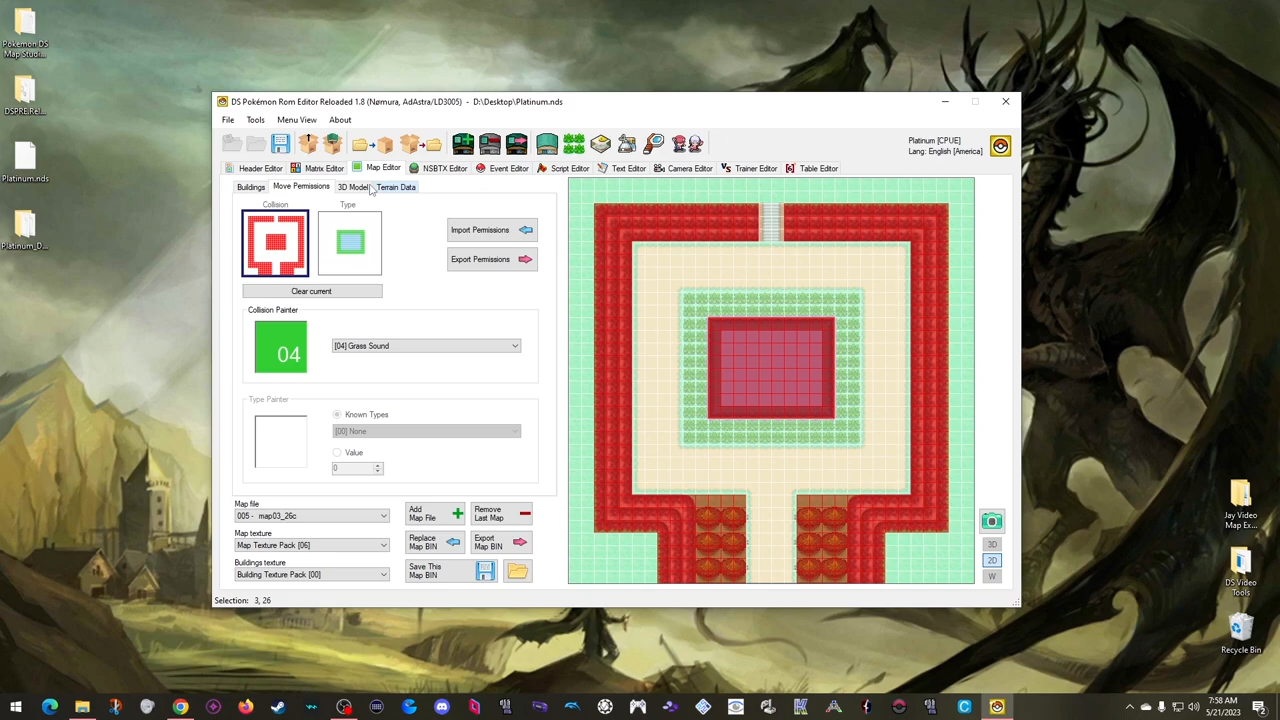 Pokemon DS
Map Studi...
DSPRE.Rel...
Platinum.nds
Platinum_D...
DS Pokémon Rom Editor Reloaded 1.8 (Nømura, AdAstra/LD3005) - D:\Desktop\Platinum.nds
File Tools Menu View About
Platinum [CPUE]
Lang: English [America]
Header Editor Matrix Editor Map Editor NSBTX Editor Event Editor Script Editor Text Editor Camera Editor Trainer Editor Table Editor
Buildings Move Permissions 3D Model Terrain Data
Collision Type
Import Permissions
Export Permissions
Clear current
Collision Painter
04
[04] Grass Sound
Type Painter
Known Types
[00] None
Value
0
Map file
005 - map03_26c
Map texture
Map Texture Pack [06]
Buildings texture
Building Texture Pack [00]
Add
Map File
Remove
Last Map
Replace
Map BIN
Export
Map BIN
Save This
Map BIN
3D
2D
W
Selection: 3, 26
Jay Video
Map Ex...
DS Video
Tools
Recycle Bin
7:58 AM
5/21/2023
2